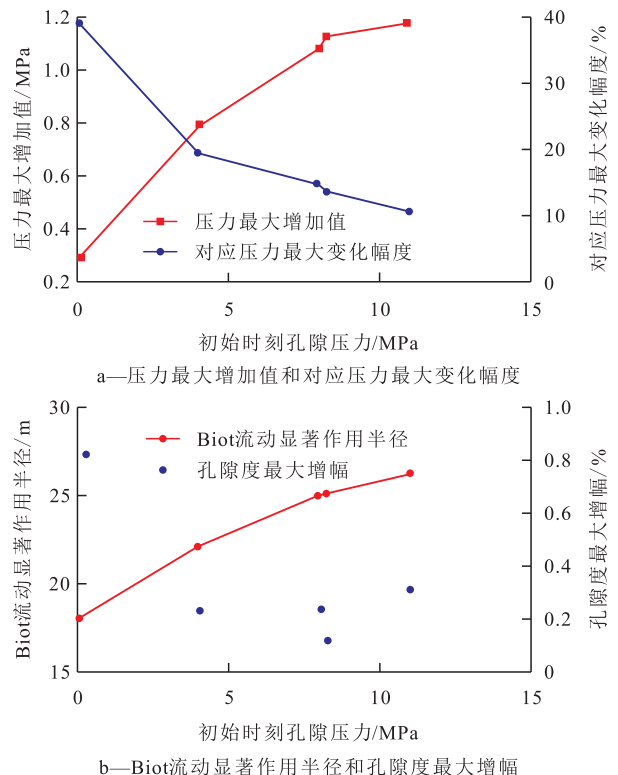 1.2
1.0
0.8
0.6
0.4
0.2
压力最大增加值/MPa
40
30
20
10
0
对应压力最大变化幅度/%
压力最大增加值
对应压力最大变化幅度
0 5 10 15
初始时刻孔隙压力/MPa
a—压力最大增加值和对应压力最大变化幅度
30
25
20
15
Biot流动显著作用半径/m
1.0
0.8
0.6
0.4
0.2
0
孔隙度最大增幅/%
Biot流动显著作用半径
孔隙度最大增幅
0 5 10 15
初始时刻孔隙压力/MPa
b—Biot流动显著作用半径和孔隙度最大增幅